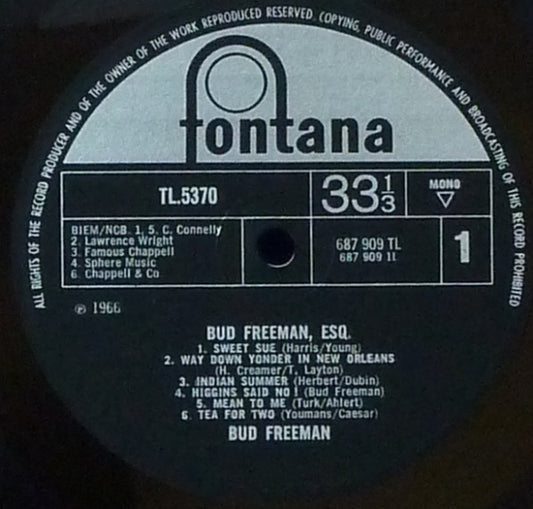 ALL RIGHTS OF THE RECORD PRODUCER AND OF THE OWNER OF THE WORK REPRODUCED RESERVED. COPYING, PUBLIC PERFORMANCE AND BROADCASTING OF THIS RECORD PROHIBITED
fontana
TL.5370
33 1/3
MONO
BIEM/NCB. 1, 5. C. Connelly
2. Lawrence Wright
3. Famous Chappell
4. Sphere Music
6. Chappell & Co
687 909 TL
687 909 1L
1
℗ 1966
BUD FREEMAN, ESQ.
1. SWEET SUE (Harris/Young)
2. WAY DOWN YONDER IN NEW ORLEANS
(H. Creamer/T. Layton)
3. INDIAN SUMMER (Herbert/Dubin)
4. HIGGINS SAID NO! (Bud Freeman)
5. MEAN TO ME (Turk/Ahlert)
6. TEA FOR TWO (Youmans/Caesar)
BUD FREEMAN